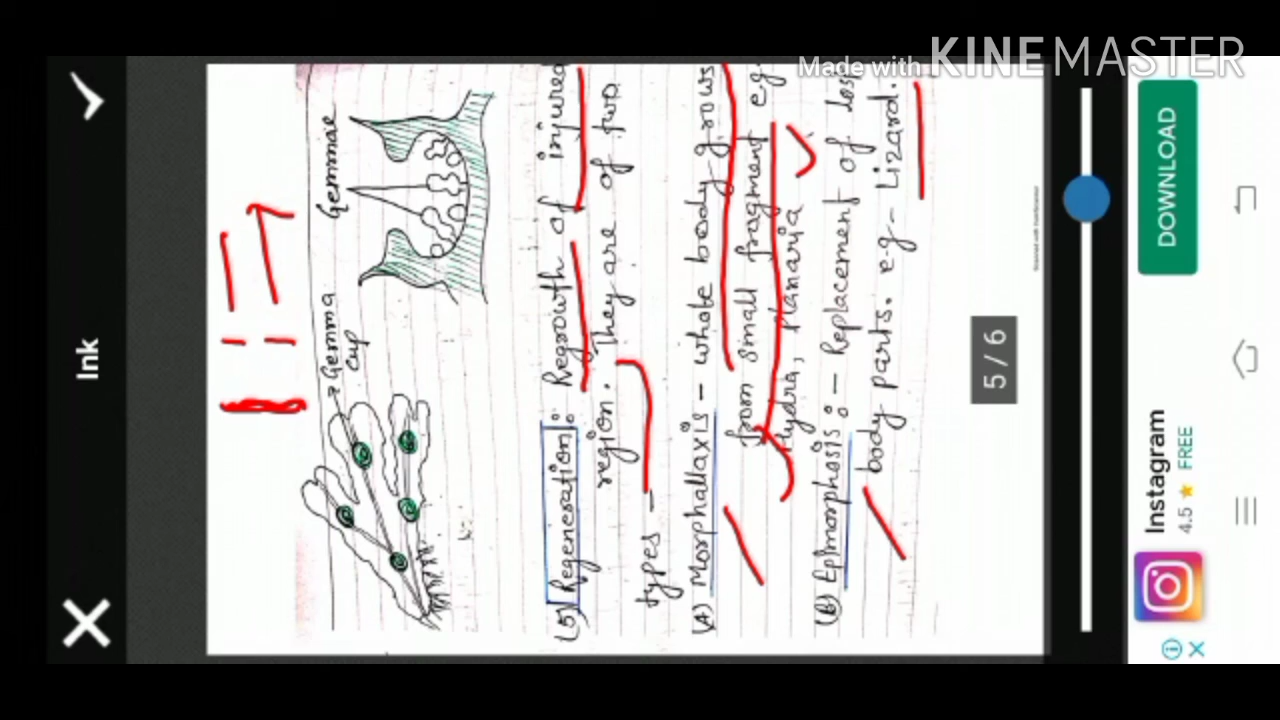 Made with KINEMASTER
Ink
Gemmae
Gemma
cup
(5) Regeneration : Regrowth of injured
region. They are of two
types -
(A) Morphallaxis - whole body grows
from small fragment eg
Hydra, Planaria
(B) Epimorphosis : - Replacement of
body parts. e.g- Lizard.
5 / 6
Instagram
4.5 ★ FREE
DOWNLOAD